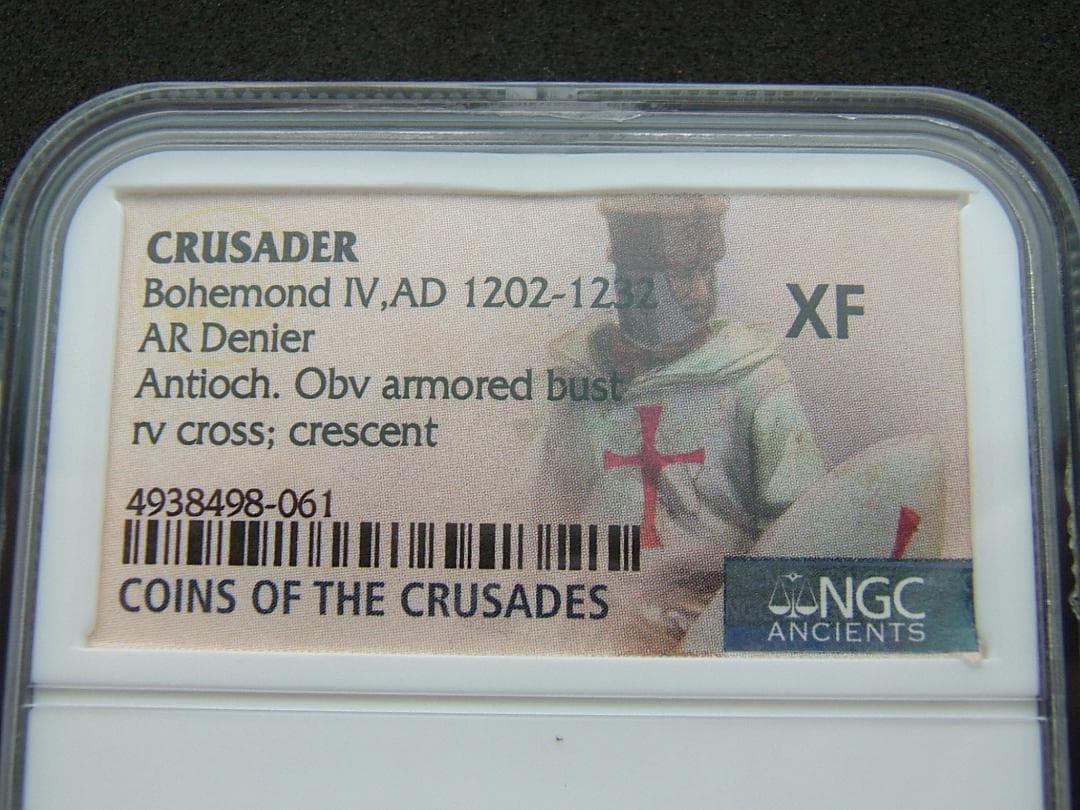 CRUSADER
Bohemond IV,AD 1202-1232
XF
AR Denier
Antioch. Obv armored bust
rv cross; crescent
4938498-061
COINS OF THE CRUSADES
NGC
ANCIENTS